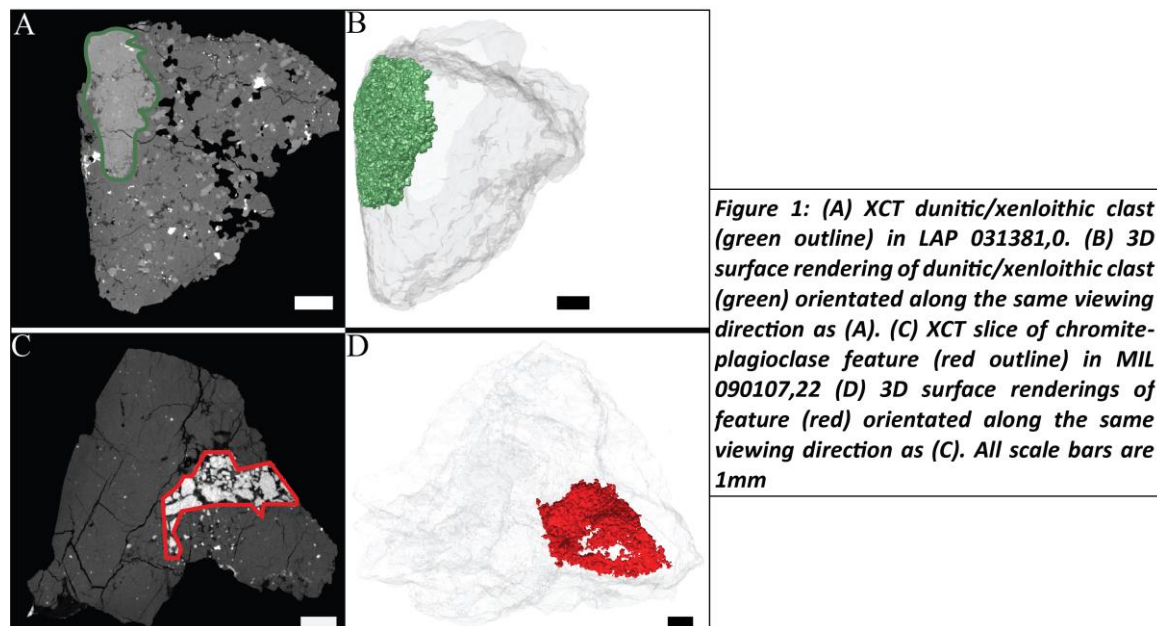 A
B
Figure 1: (A) XCT dunitic/xenloithic clast
(green outline) in LAP 031381,0. (B) 3D
surface rendering of dunitic/xenloithic clast
(green) orientated along the same viewing
direction as (A). (C) XCT slice of chromite-
plagioclase feature (red outline) in MIL
090107,22 (D) 3D surface renderings of
feature (red) orientated along the same
viewing direction as (C). All scale bars are
1mm
C
D